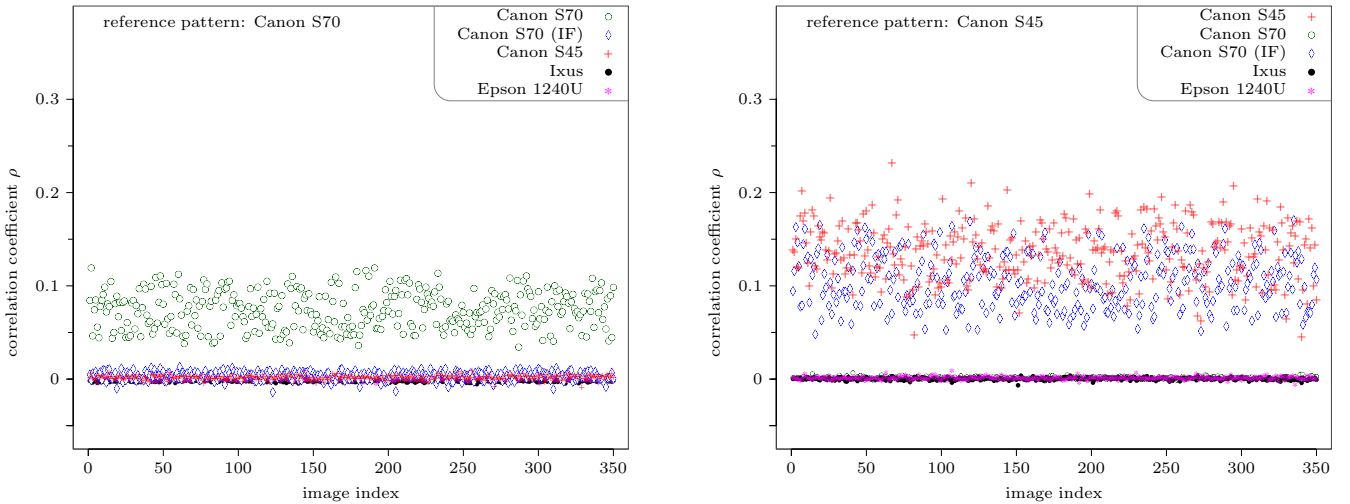 reference pattern: Canon S70
Canon S70
Canon S70 (IF)
Canon S45
Ixus
Epson 1240U
0.3
0.2
0.1
0
correlation coefficient ρ
0 50 100 150 200 250 300 350
image index
reference pattern: Canon S45
Canon S45
Canon S70
Canon S70 (IF)
Ixus
Epson 1240U
0.3
0.2
0.1
0
correlation coefficient ρ
0 50 100 150 200 250 300 350
image index